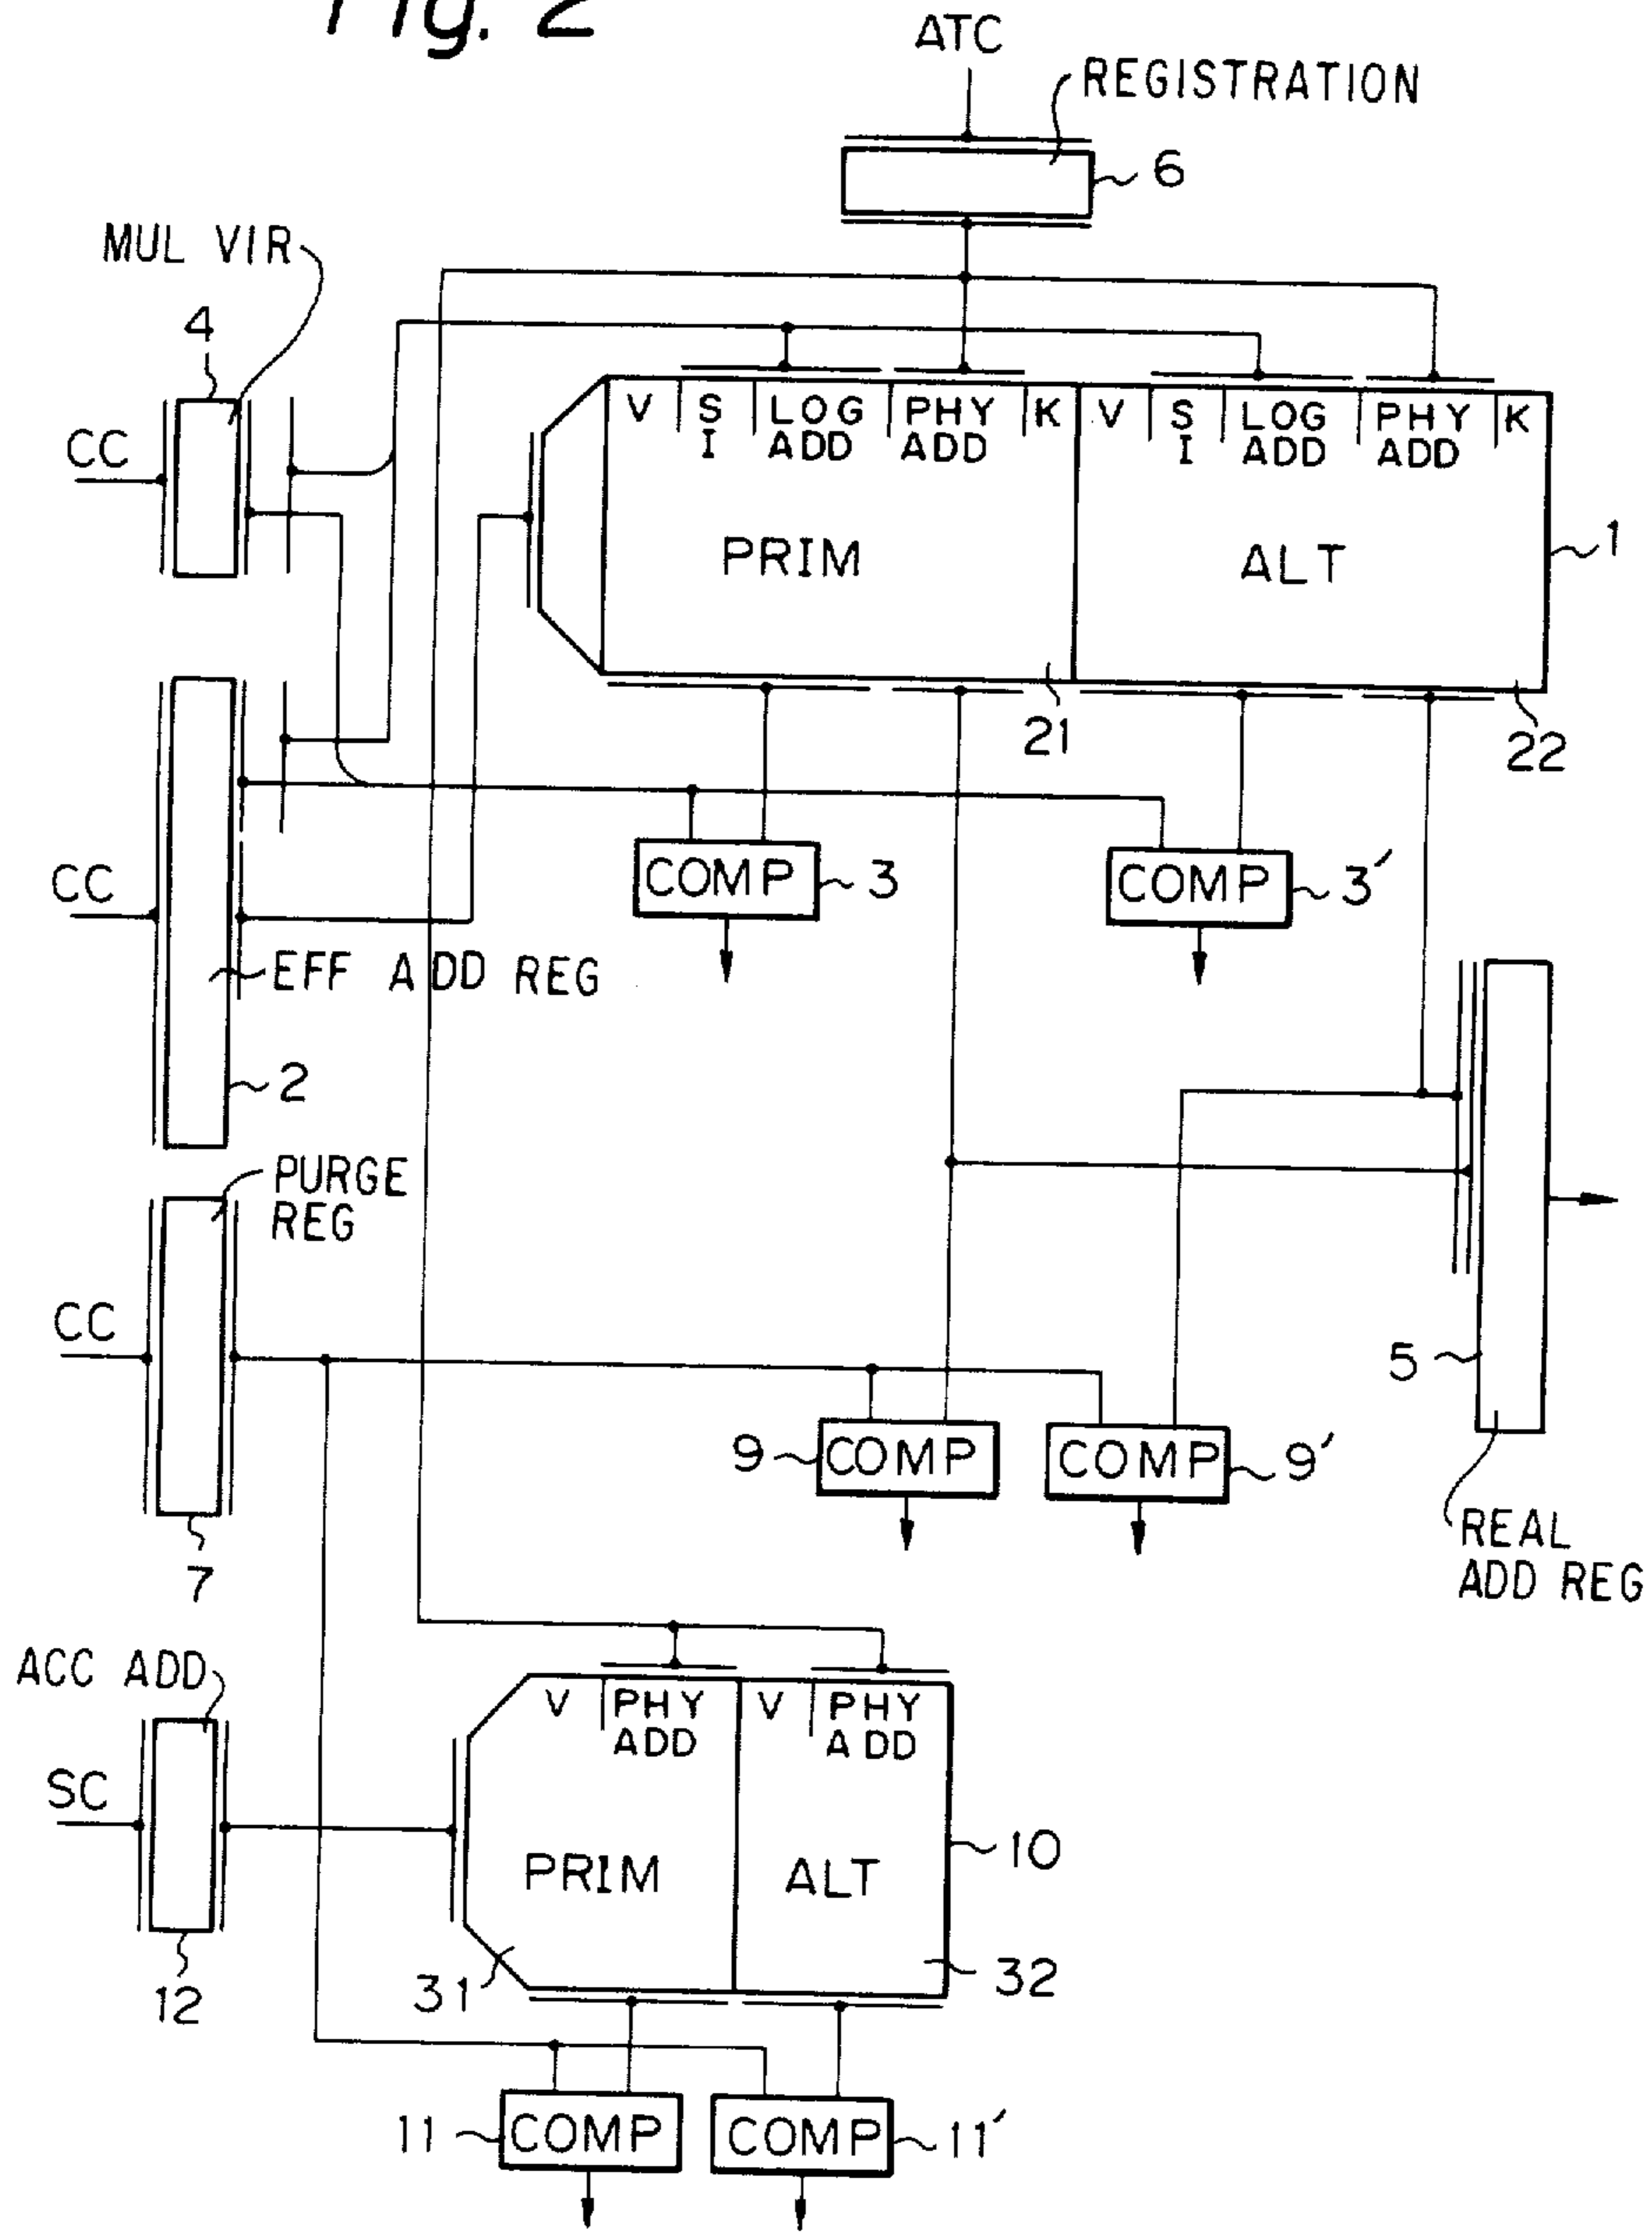 Fig. 2
ATC
REGISTRATION
6
MUL VIR
4
CC
V S I LOG ADD PHY ADD K V S I LOG ADD PHY ADD K
PRIM
ALT
1
21
22
CC
COMP 3
COMP 3'
EFF ADD REG
2
PURGE
REG
CC
5
9 COMP
COMP 9'
REAL
ADD REG
7
ACC ADD
V PHY ADD V PHY ADD
SC
PRIM
ALT
10
31
32
12
11 COMP
COMP 11'